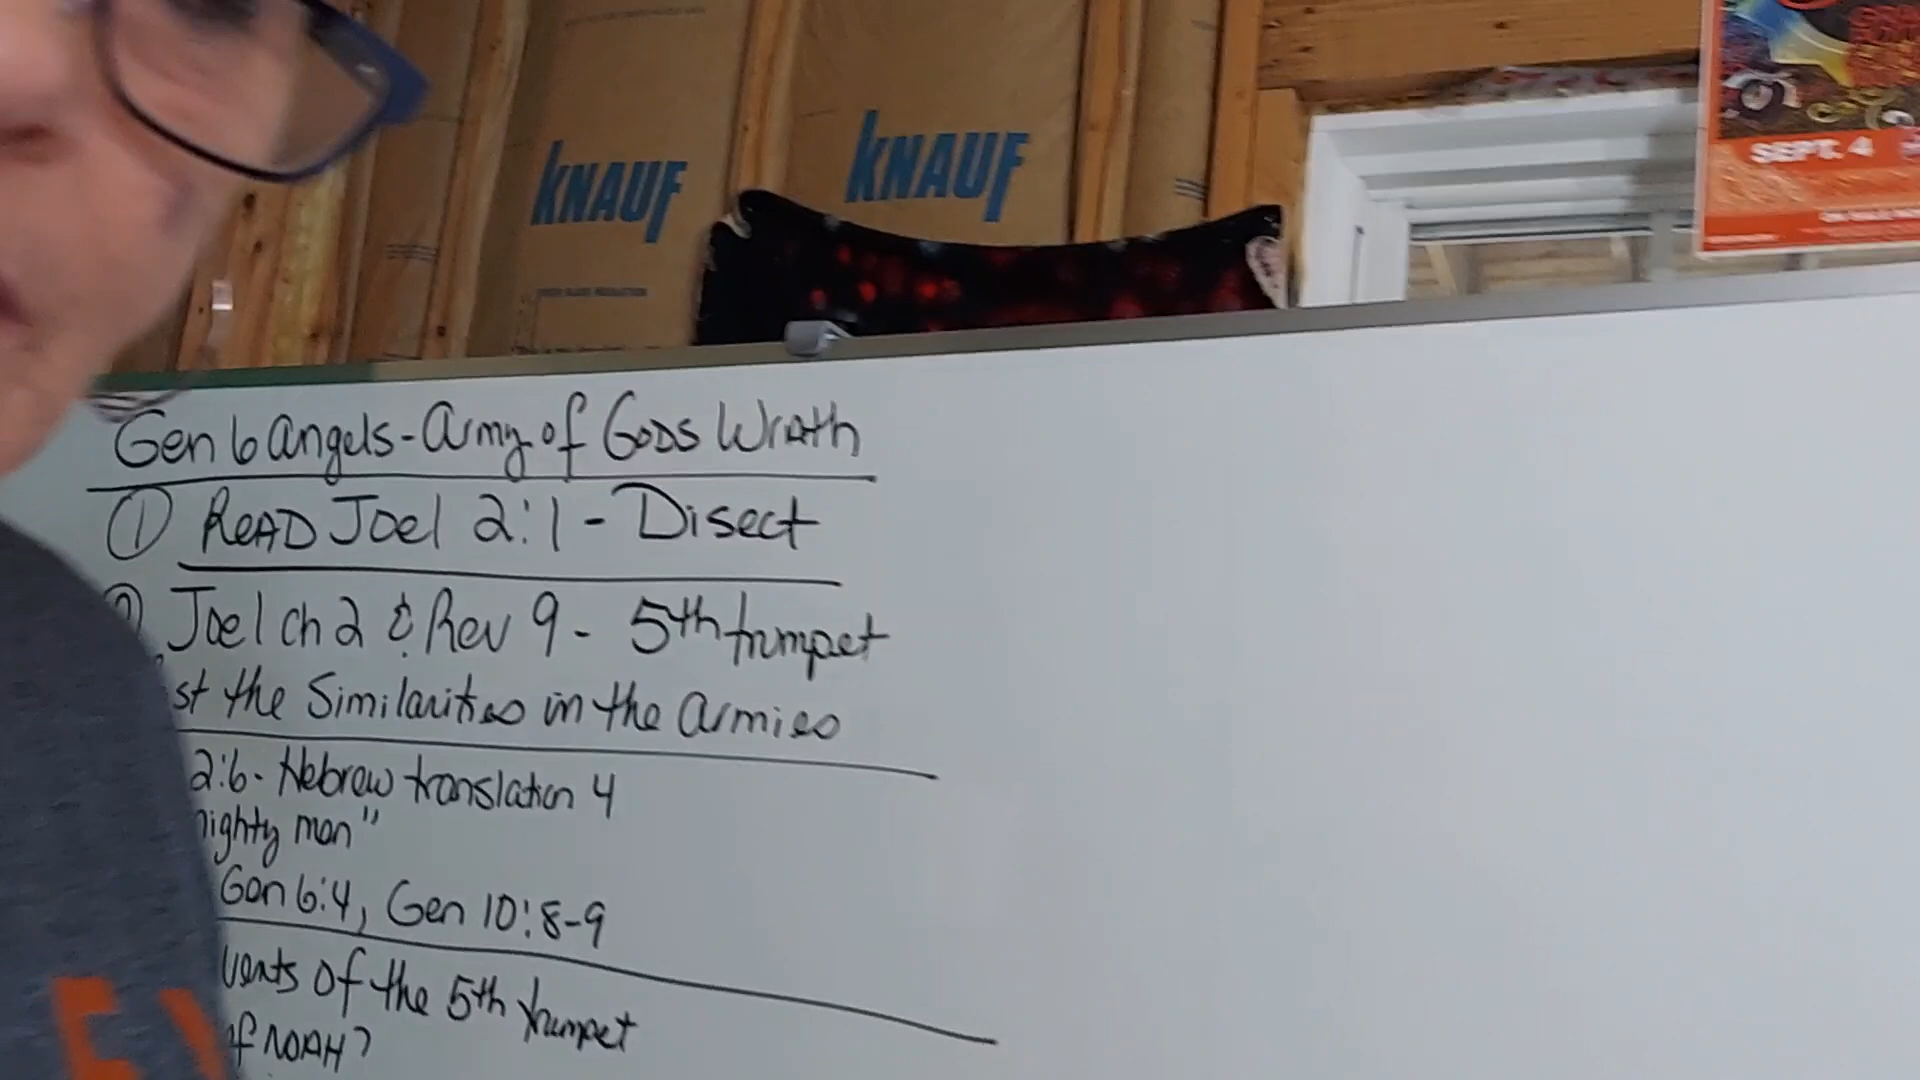 KNAUF
KNAUF
SEPT. 4
Gen 6 Angels - Army of GODS Wrath
① READ Joel 2:1 - Disect
Joel ch 2 & Rev 9 - 5th trumpet
st the Similarities in the Armies
2:6 - Hebrew translation 4
mighty men"
Gen 6:4, Gen 10:8-9
vents of the 5th trumpet
of NOAH?